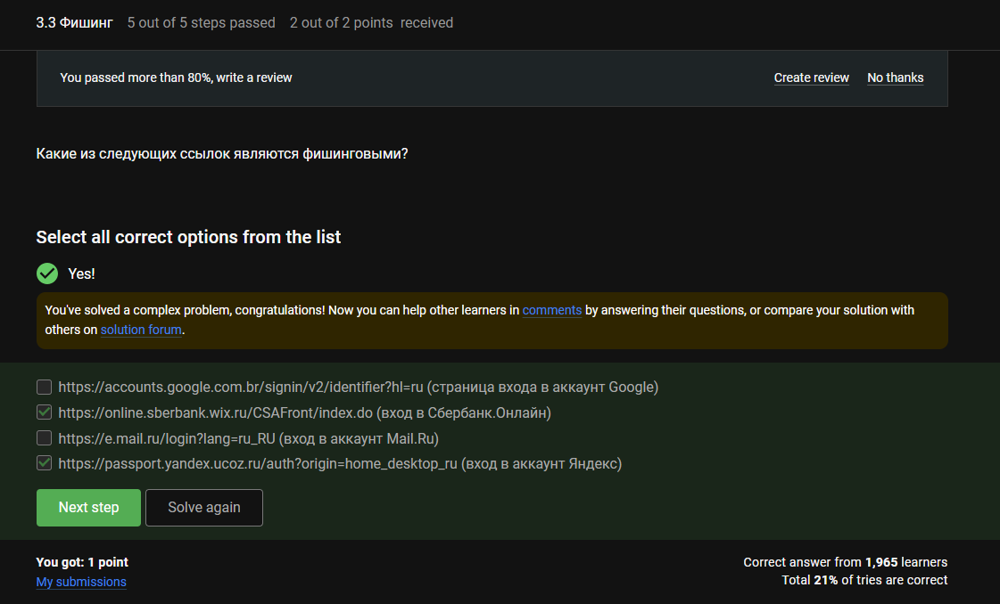 3.3 Фишинг 5 out of 5 steps passed 2 out of 2 points received
You passed more than 80%, write a review Create review No thanks
Какие из следующих ссылок являются фишинговыми?
Select all correct options from the list
Yes!
You've solved a complex problem, congratulations! Now you can help other learners in comments by answering their questions, or compare your solution with
others on solution forum.
https://accounts.google.com.br/signin/v2/identifier?hl=ru (страница входа в аккаунт Google)
https://online.sberbank.wix.ru/CSAFront/index.do (вход в Сбербанк.Онлайн)
https://e.mail.ru/login?lang=ru_RU (вход в аккаунт Mail.Ru)
https://passport.yandex.ucoz.ru/auth?origin=home_desktop_ru (вход в аккаунт Яндекс)
Next step Solve again
You got: 1 point Correct answer from 1,965 learners
My submissions Total 21% of tries are correct